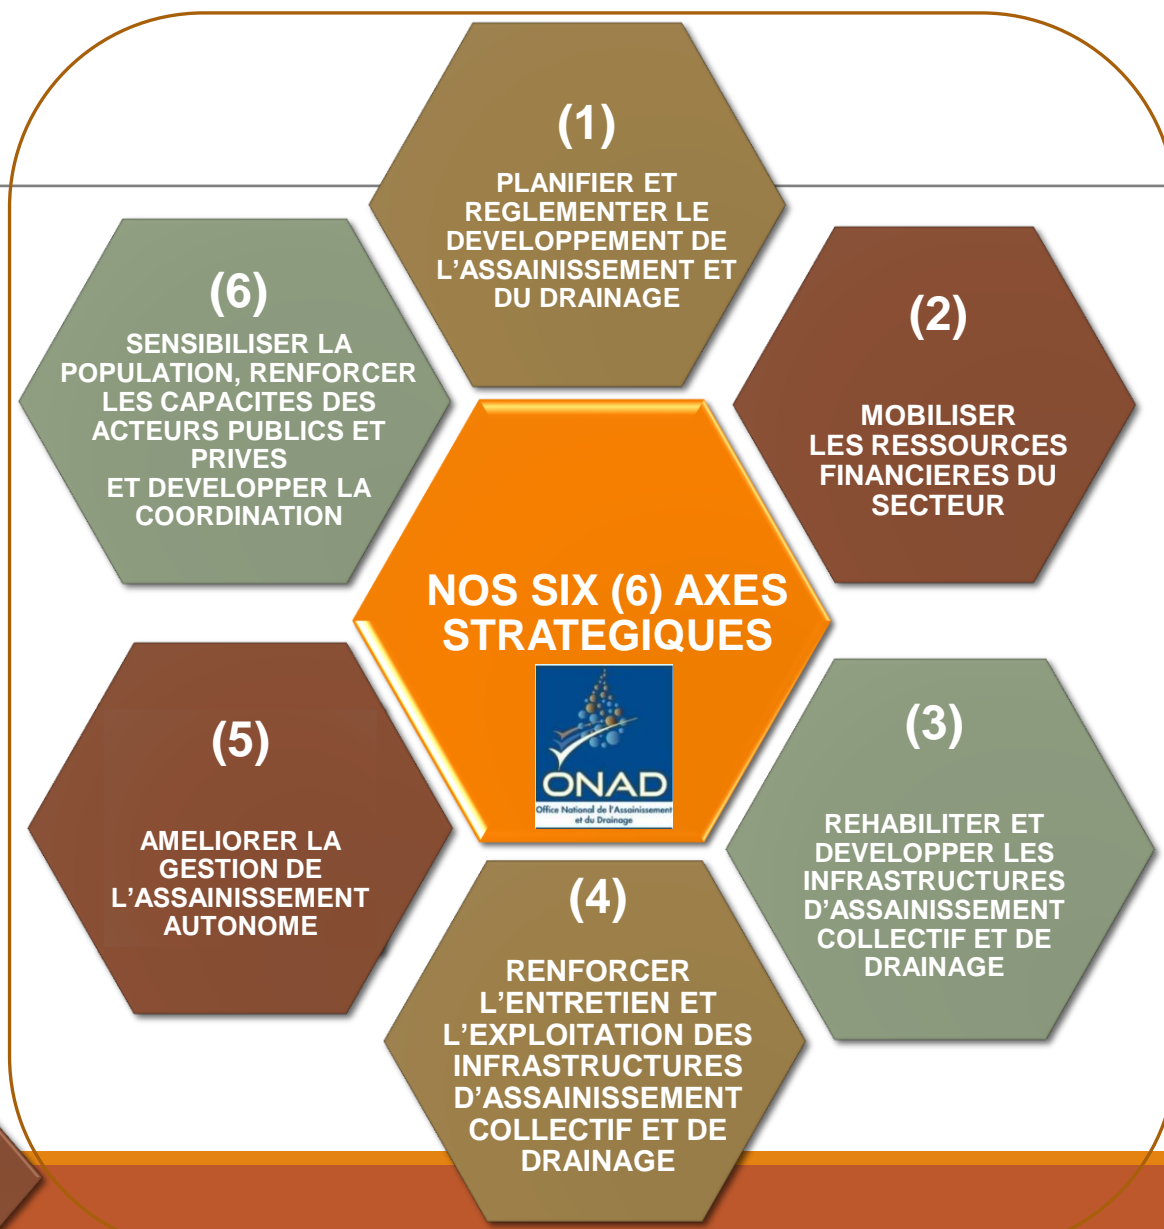 (1)
PLANIFIER ET
REGLEMENTER LE
DEVELOPPEMENT DE
L’ASSAINISSEMENT ET
DU DRAINAGE
(2)
MOBILISER
LES RESSOURCES
FINANCIERES DU
SECTEUR
(3)
REHABILITER ET
DEVELOPPER LES
INFRASTRUCTURES
D’ASSAINISSEMENT
COLLECTIF ET DE
DRAINAGE
(4)
RENFORCER
L’ENTRETIEN ET
L’EXPLOITATION DES
INFRASTRUCTURES
D’ASSAINISSEMENT
COLLECTIF ET DE
DRAINAGE
(5)
AMELIORER LA
GESTION DE
L’ASSAINISSEMENT
AUTONOME
(6)
SENSIBILISER LA
POPULATION, RENFORCER
LES CAPACITES DES
ACTEURS PUBLICS ET
PRIVES
ET DEVELOPPER LA
COORDINATION
NOS SIX (6) AXES
STRATEGIQUES
ONAD
Office National de l’Assainissement
et du Drainage